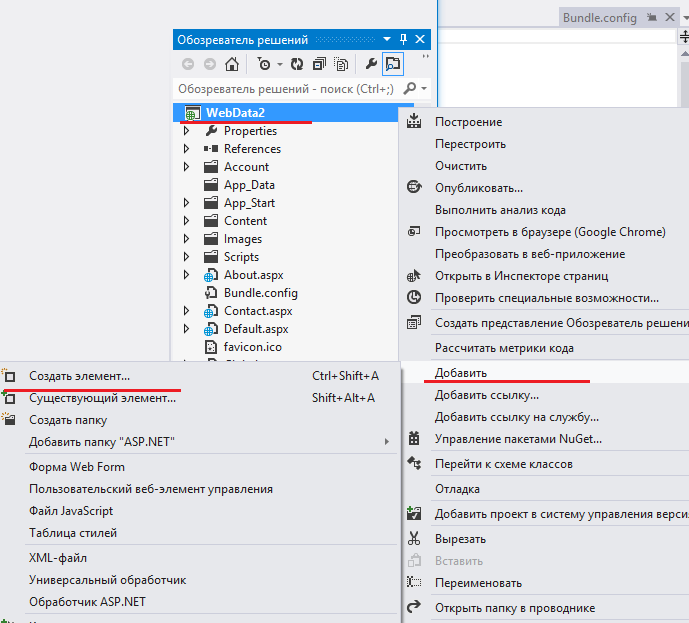 Bundle.config
Обозреватель решений
Обозреватель решений - поиск (Ctrl+;)
WebData2
Properties
References
Account
App_Data
App_Start
Content
Images
Scripts
About.aspx
Bundle.config
Contact.aspx
Default.aspx
favicon.ico
Построение
Перестроить
Очистить
Опубликовать...
Выполнить анализ кода
Просмотреть в браузере (Google Chrome)
Преобразовать в веб-приложение
Открыть в Инспекторе страниц
Проверить специальные возможности...
Создать представление Обозреватель решени
Рассчитать метрики кода
Добавить
Добавить ссылку...
Добавить ссылку на службу...
Управление пакетами NuGet...
Перейти к схеме классов
Отладка
Добавить проект в систему управления верси
Вырезать
Вставить
Переименовать
Открыть папку в проводнике
Создать элемент... Ctrl+Shift+A
Существующий элемент... Shift+Alt+A
Создать папку
Добавить папку "ASP.NET"
Форма Web Form
Пользовательский веб-элемент управления
Файл JavaScript
Таблица стилей
XML-файл
Универсальный обработчик
Обработчик ASP.NET